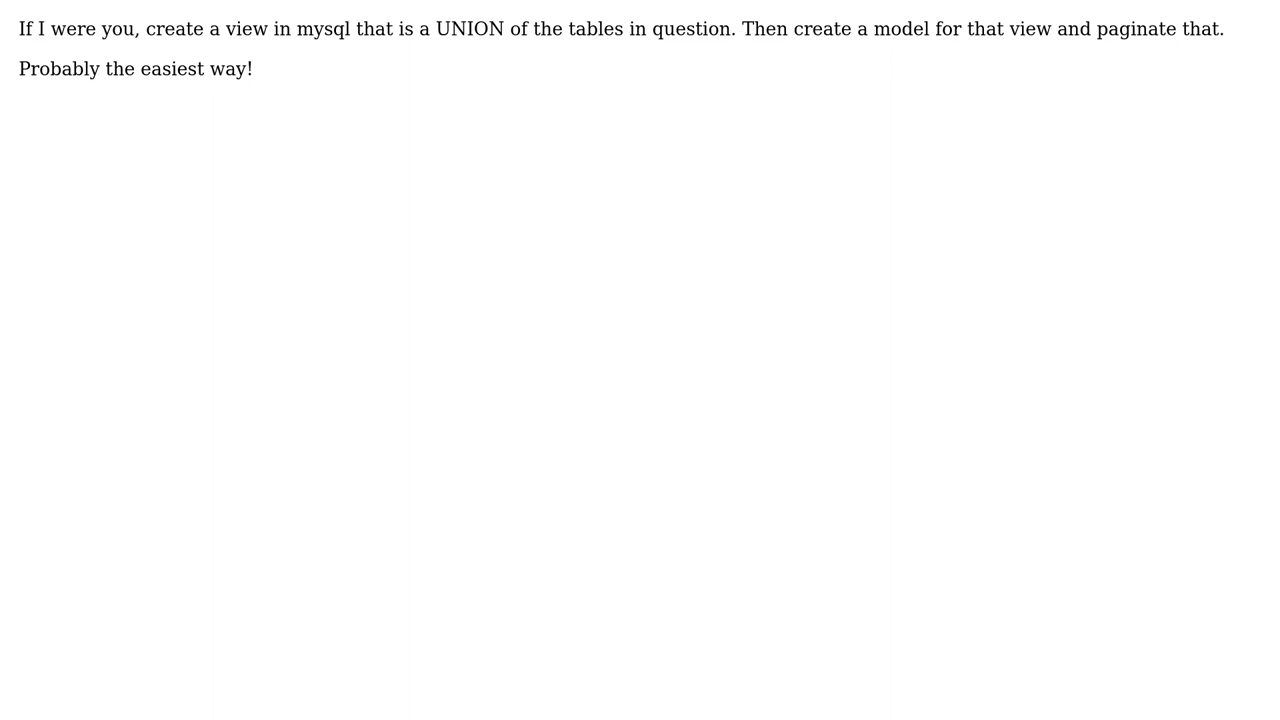 If I were you, create a view in mysql that is a UNION of the tables in question. Then create a model for that view and paginate that.
Probably the easiest way!